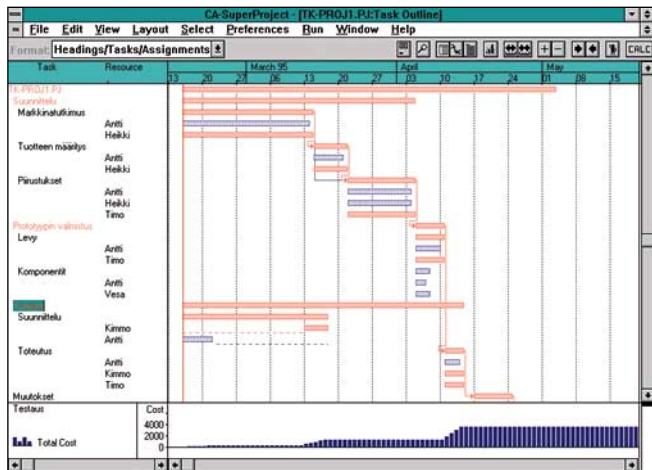 CA-SuperProject - [TK-PROJ1.PJ:Task Outline]
File Edit View Layout Select Preferences Run Window Help
Format: Headings/Tasks/Assignments CALC
Task Resource March 95 April May
13 20 27 06 13 20 27 03 10 17 24 01 08 15
TK-PROJ1.PJ
Suunnittelu
Markkinatutkimus
Antti
Heikki
Tuotteen määritys
Antti
Heikki
Piirustukset
Antti
Heikki
Timo
Prototyypin valmistus
Levy
Antti
Timo
Komponentit
Antti
Vesa
Suunnittelu
Kimmo
Antti
Toteutus
Antti
Kimmo
Timo
Muutokset
Testaus Cost
4000
Total Cost 2000
0